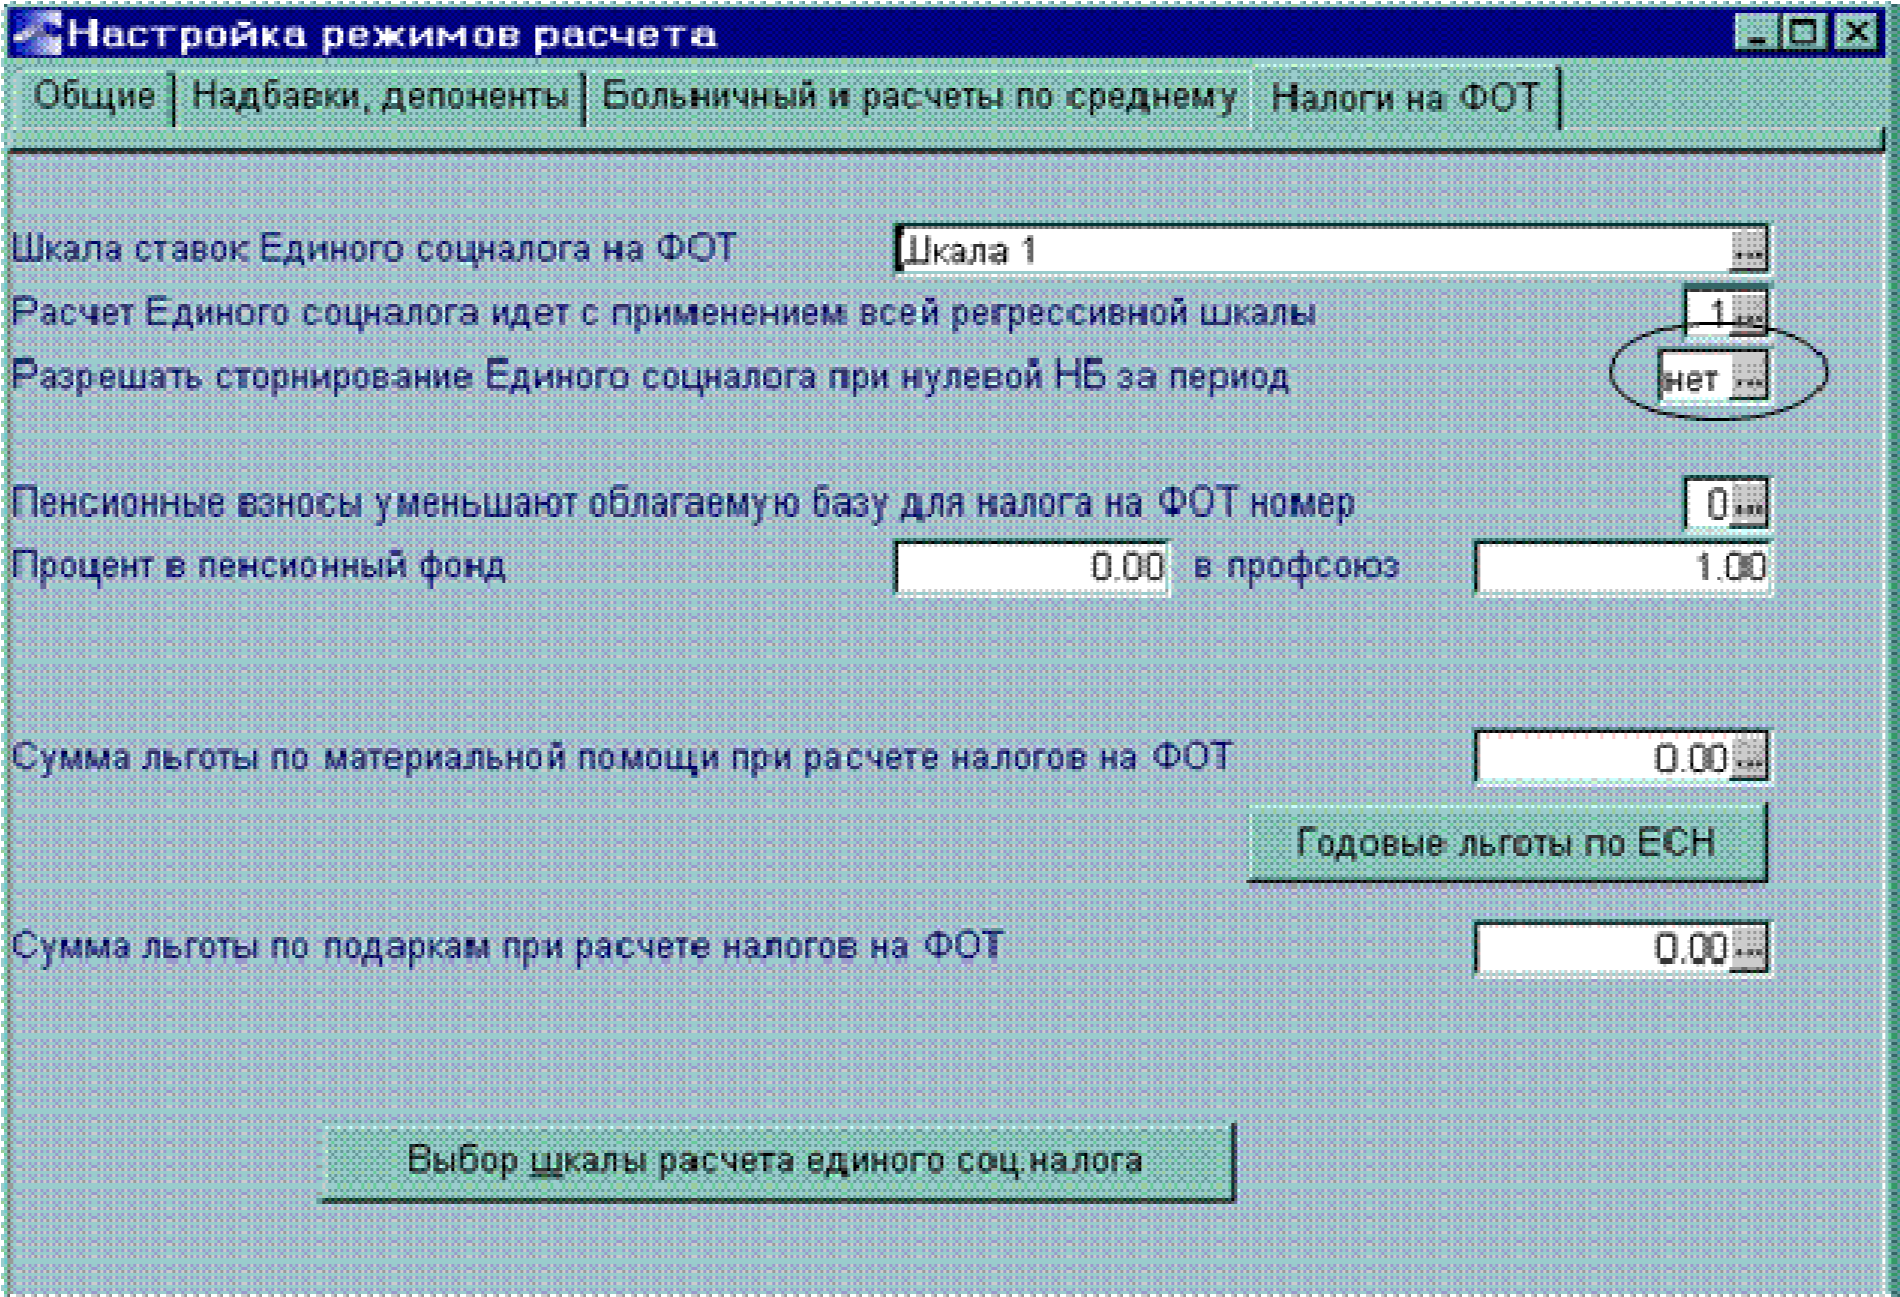 Настройка режимов расчета
Общие Надбавки, депоненты Больничный и расчеты по среднему Налоги на ФОТ
Шкала ставок Единого соцналога на ФОТ Шкала 1 ...
Расчет Единого соцналога идет с применением всей регрессивной шкалы 1 ...
Разрешать сторнирование Единого соцналога при нулевой НБ за период нет ...
Пенсионные взносы уменьшают облагаемую базу для налога на ФОТ номер 0 ...
Процент в пенсионный фонд 0.00 в профсоюз 1.00
Сумма льготы по материальной помощи при расчете налогов на ФОТ 0.00 ...
Годовые льготы по ЕСН
Сумма льготы по подаркам при расчете налогов на ФОТ 0.00 ...
Выбор шкалы расчета единого соц.налога